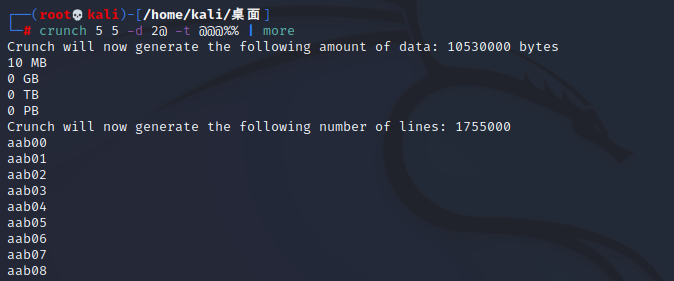 ┌──(root💀kali)-[/home/kali/桌面]
└─# crunch 5 5 -d 2@ -t @@@%% | more
Crunch will now generate the following amount of data: 10530000 bytes
10 MB
0 GB
0 TB
0 PB
Crunch will now generate the following number of lines: 1755000
aab00
aab01
aab02
aab03
aab04
aab05
aab06
aab07
aab08